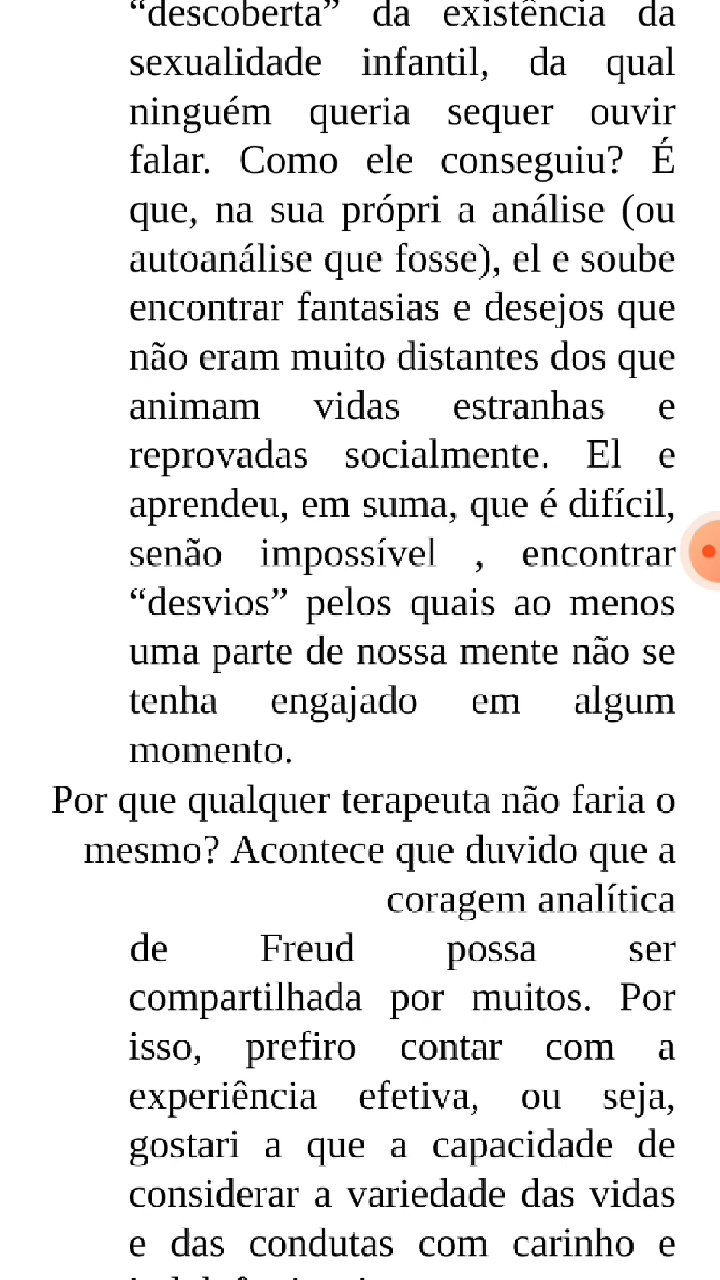 “descoberta” da existência da
sexualidade infantil, da qual
ninguém queria sequer ouvir
falar. Como ele conseguiu? É
que, na sua própri a análise (ou
autoanálise que fosse), el e soube
encontrar fantasias e desejos que
não eram muito distantes dos que
animam vidas estranhas e
reprovadas socialmente. El e
aprendeu, em suma, que é difícil,
senão impossível , encontrar
“desvios” pelos quais ao menos
uma parte de nossa mente não se
tenha engajado em algum
momento.
Por que qualquer terapeuta não faria o
mesmo? Acontece que duvido que a
coragem analítica
de Freud possa ser
compartilhada por muitos. Por
isso, prefiro contar com a
experiência efetiva, ou seja,
gostari a que a capacidade de
considerar a variedade das vidas
e das condutas com carinho e